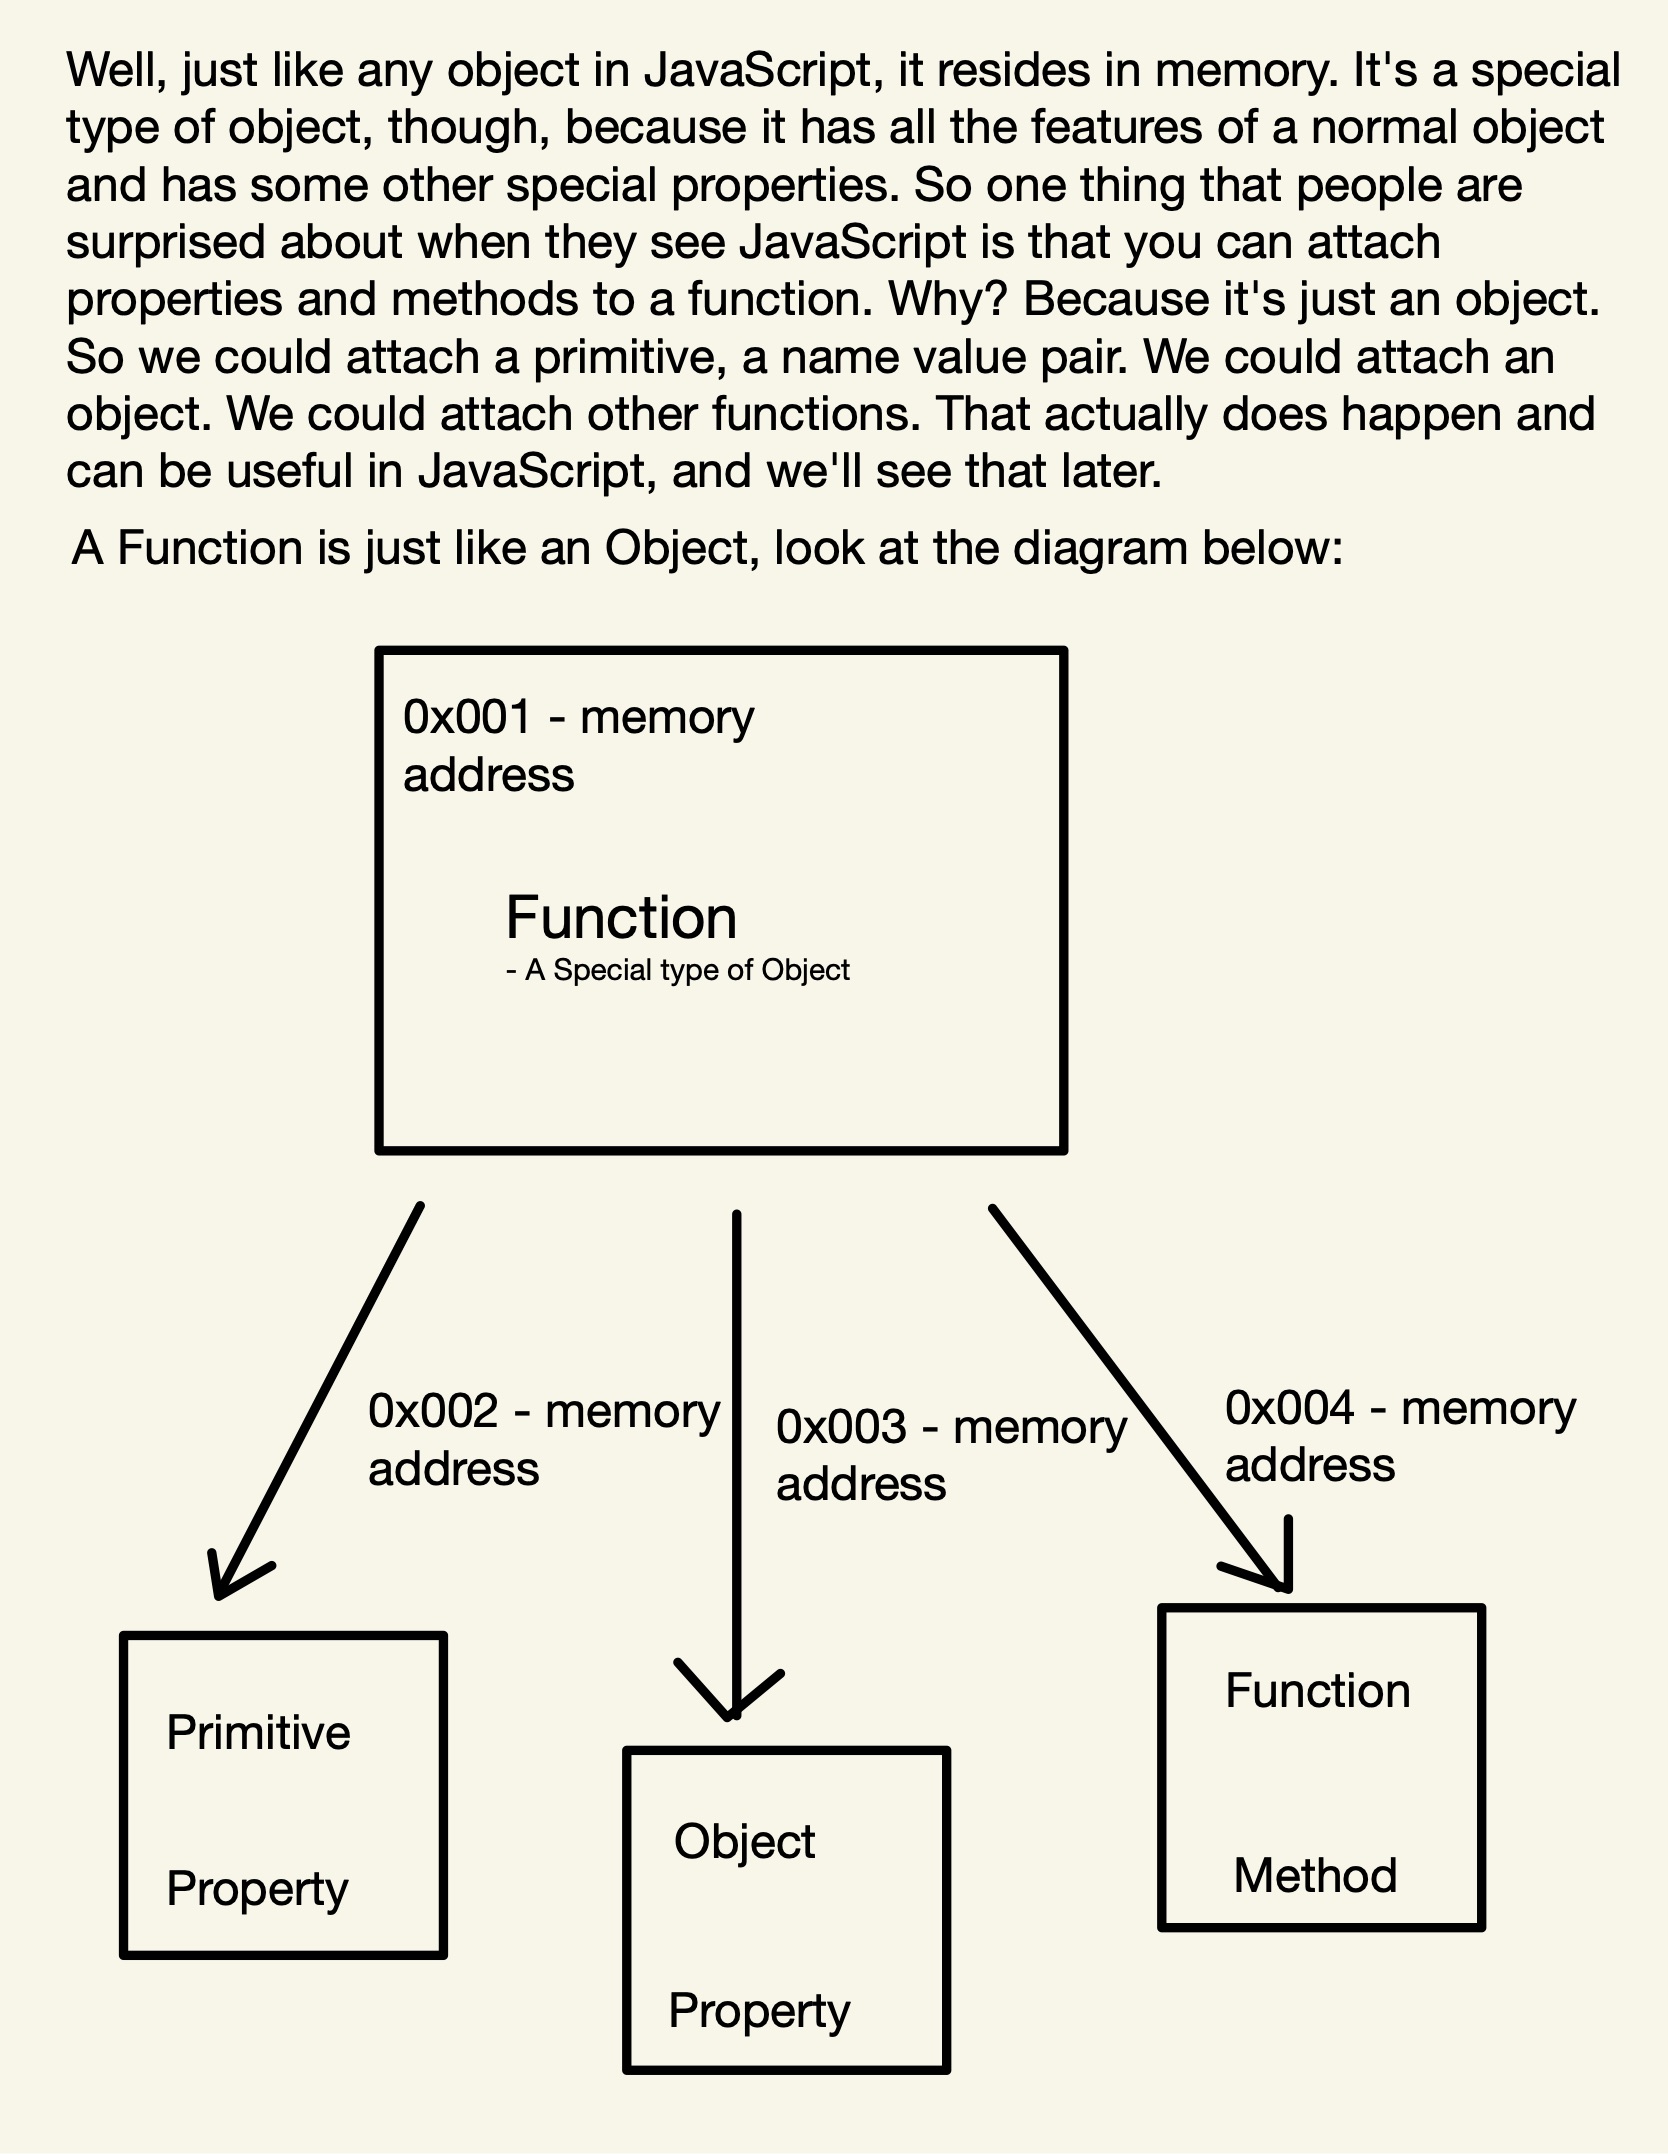 Well, just like any object in JavaScript, it resides in memory. It's a special
type of object, though, because it has all the features of a normal object
and has some other special properties. So one thing that people are
surprised about when they see JavaScript is that you can attach
properties and methods to a function. Why? Because it's just an object.
So we could attach a primitive, a name value pair. We could attach an
object. We could attach other functions. That actually does happen and
can be useful in JavaScript, and we'll see that later.
A Function is just like an Object, look at the diagram below:
0x001 - memory
address
Function
- A Special type of Object
0x002 - memory
address
0x003 - memory
address
0x004 - memory
address
Primitive
Property
Object
Property
Function
Method